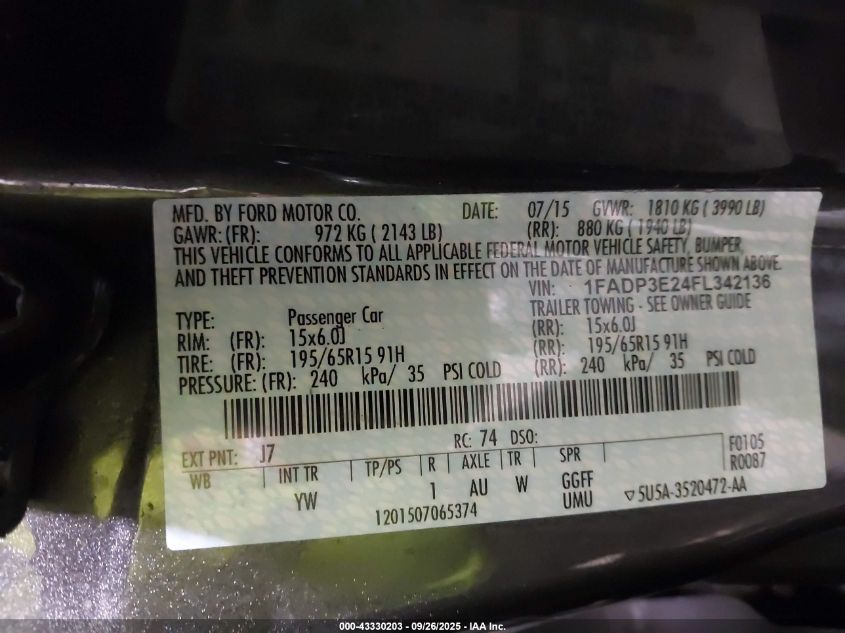 MFD. BY FORD MOTOR CO. DATE: 07/15 GVWR: 1810 KG ( 3990 LB)
GAWR: (FR): 972 KG ( 2143 LB) (RR): 880 KG ( 1940 LB)
THIS VEHICLE CONFORMS TO ALL APPLICABLE FEDERAL MOTOR VEHICLE SAFETY, BUMPER,
AND THEFT PREVENTION STANDARDS IN EFFECT ON THE DATE OF MANUFACTURE SHOWN ABOVE.
VIN: 1FADP3E24FL342136
TRAILER TOWING - SEE OWNER GUIDE
TYPE: Passenger Car
RIM: (FR): 15x6.0J (RR): 15x6.0J
TIRE: (FR): 195/65R15 91H (RR): 195/65R15 91H
PRESSURE: (FR): 240 kPa/ 35 PSI COLD (RR): 240 kPa/ 35 PSI COLD
EXT PNT: J7 RC: 74 DSO: F0105
WB INT TR TP/PS R AXLE TR SPR R0087
YW 1 AU W GGFF
UMU
1201507065374 ▽5U5A-3520472-AA
000-43330203 - 09/26/2025 - IAA Inc.